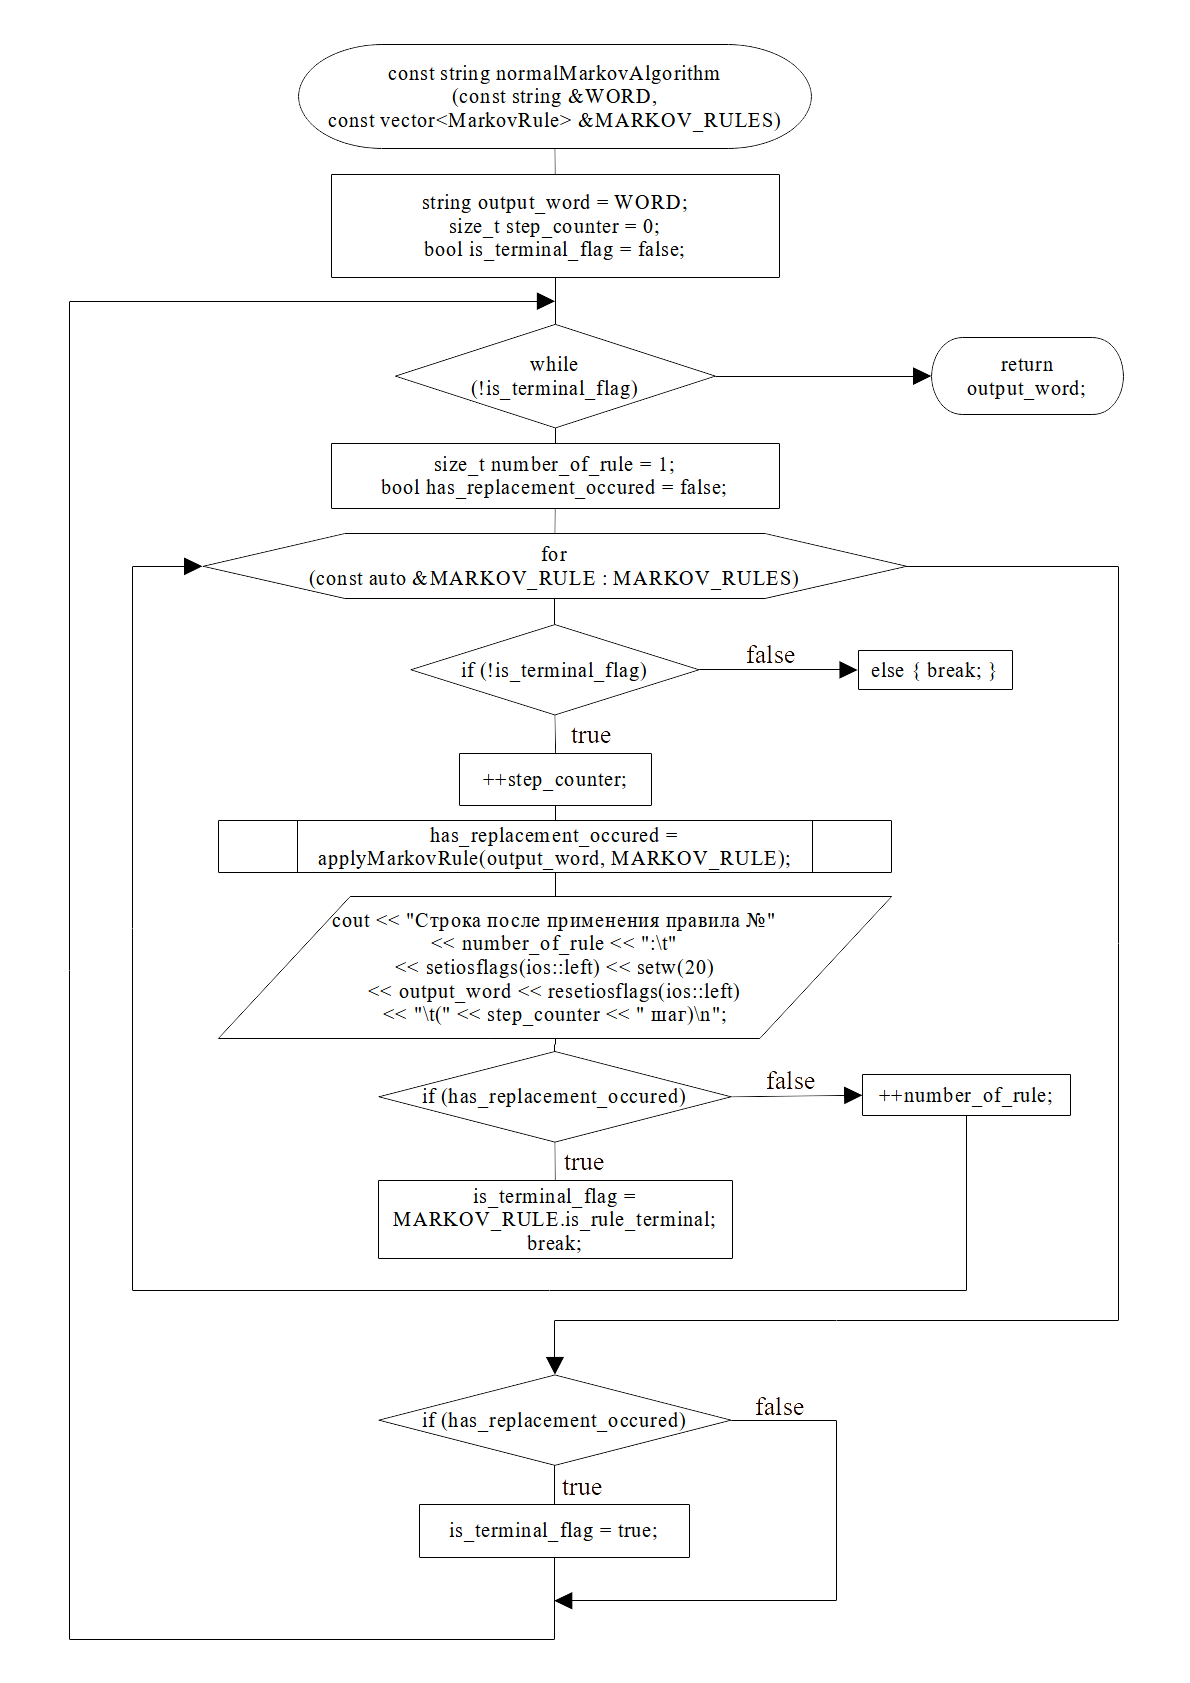 const string normalMarkovAlgorithm
(const string &WORD,
const vector<MarkovRule> &MARKOV_RULES)
string output_word = WORD;
size_t step_counter = 0;
bool is_terminal_flag = false;
while
(!is_terminal_flag)
return
output_word;
size_t number_of_rule = 1;
bool has_replacement_occured = false;
for
(const auto &MARKOV_RULE : MARKOV_RULES)
if (!is_terminal_flag)
false
else { break; }
true
++step_counter;
has_replacement_occured =
applyMarkovRule(output_word, MARKOV_RULE);
cout << "Строка после применения правила №"
<< number_of_rule << ":\t"
<< setiosflags(ios::left) << setw(20)
<< output_word << resetiosflags(ios::left)
<< "\t(" << step_counter << " шаг)\n";
if (has_replacement_occured)
false
++number_of_rule;
true
is_terminal_flag =
MARKOV_RULE.is_rule_terminal;
break;
if (has_replacement_occured)
false
true
is_terminal_flag = true;